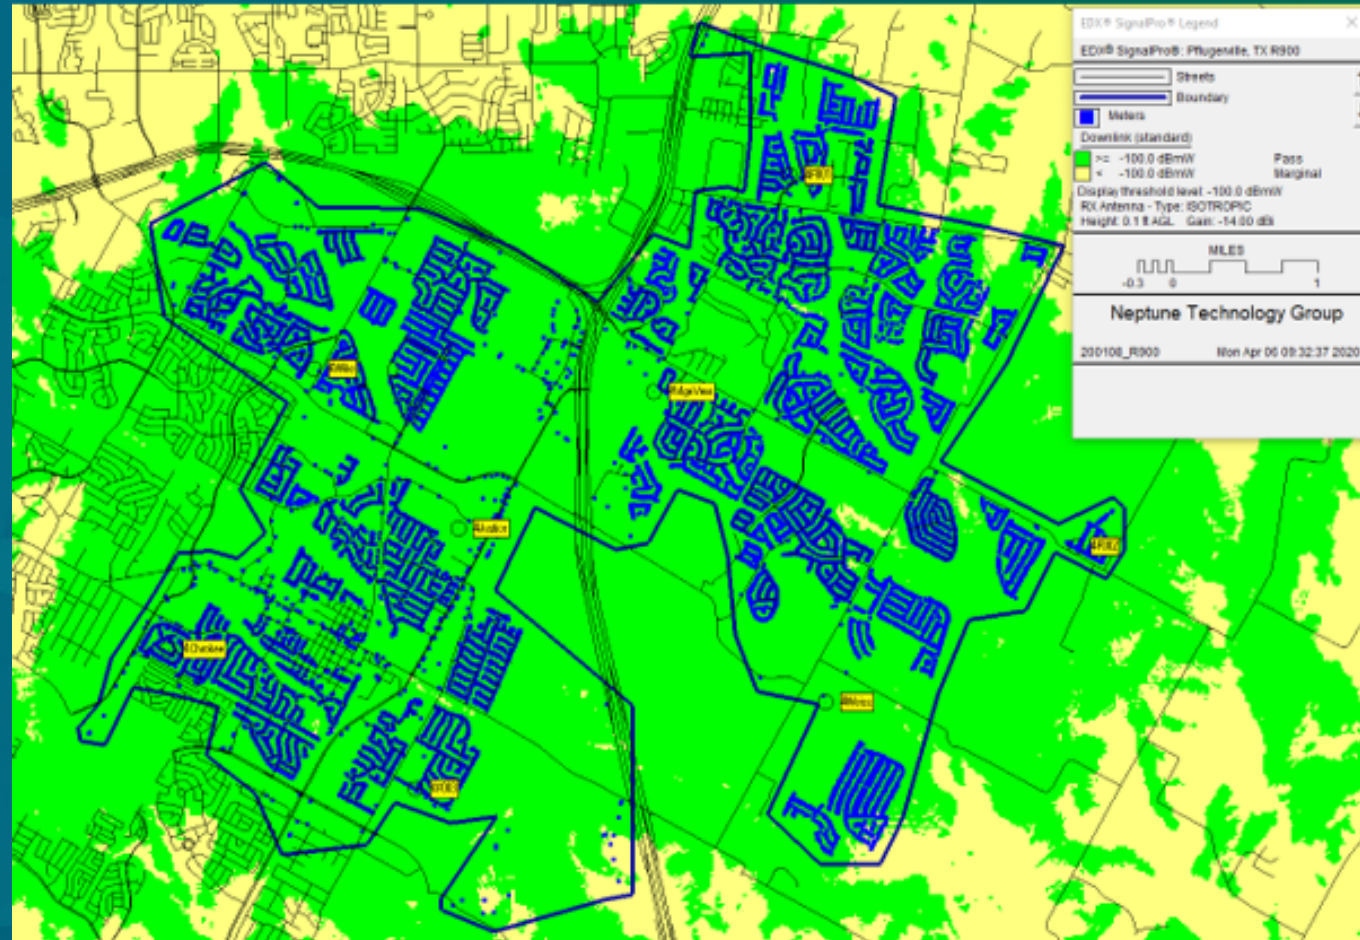 EDX® SignalPro® Legend
EDX® SignalPro®: Pflugerville, TX R900
Streets
Boundary
Meters
Downlink (standard)
>= -100.0 dBmW Pass
< -100.0 dBmW Marginal
Display threshold level: -100.0 dBmW
RX Antenna - Type: ISOTROPIC
Height: 0.1 ft AGL Gain: -14.00 dBi
MILES
-0.3 0 1
Neptune Technology Group
200108_R900 Mon Apr 06 09:32:37 2020